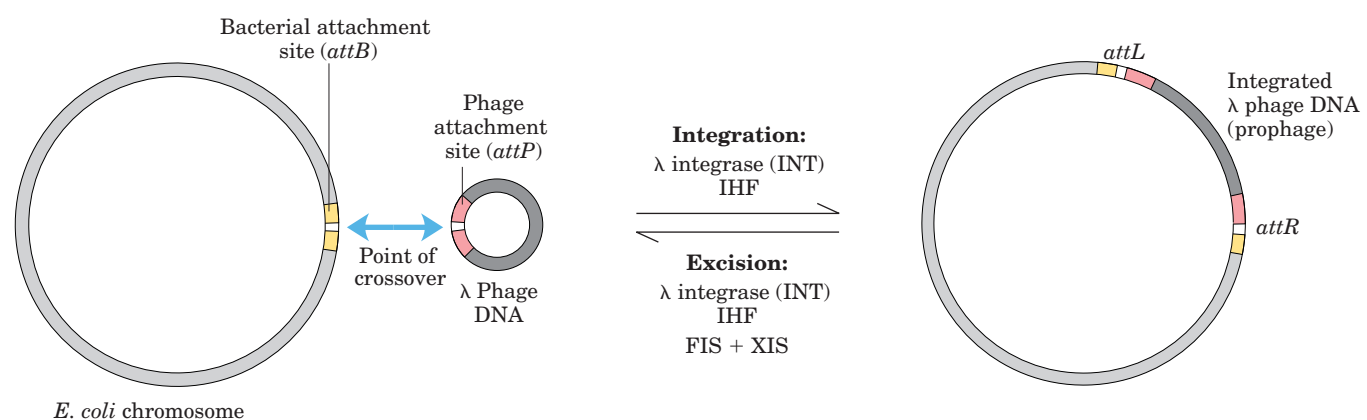 Bacterial attachment
site (attB)
Phage
attachment
site (attP)
Point of
crossover
λ Phage
DNA
E. coli chromosome
Integration:
λ integrase (INT)
IHF
Excision:
λ integrase (INT)
IHF
FIS + XIS
attL
Integrated
λ phage DNA
(prophage)
attR